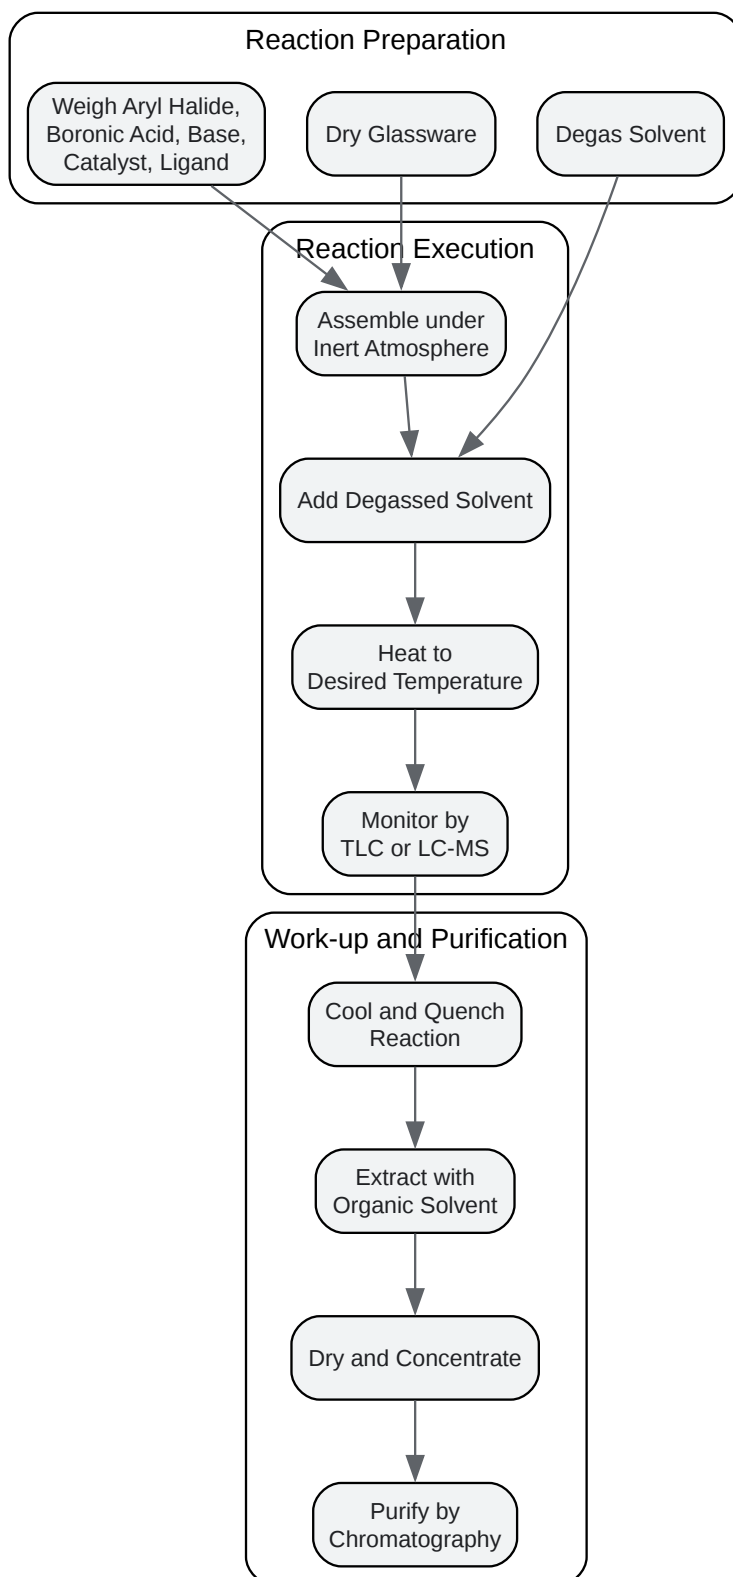 Reaction Preparation
Weigh Aryl Halide,
Boronic Acid, Base,
Catalyst, Ligand
Dry Glassware
Degas Solvent
Reaction Execution
Assemble under
Inert Atmosphere
Add Degassed Solvent
Heat to
Desired Temperature
Monitor by
TLC or LC-MS
Work-up and Purification
Cool and Quench
Reaction
Extract with
Organic Solvent
Dry and Concentrate
Purify by
Chromatography